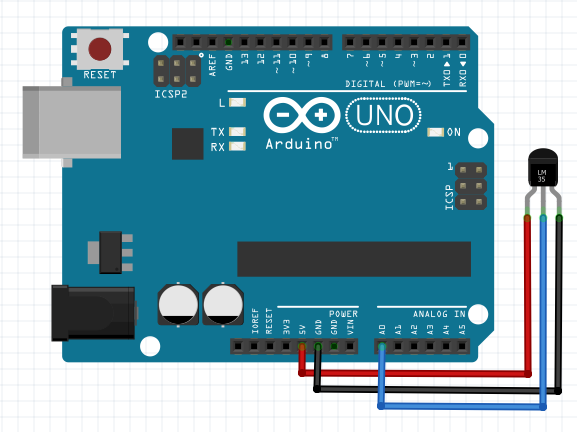 RESET
ICSP2
AREF
GND
13
12
~11
~10
~9
8
7
~6
~5
4
~3
2
TX0▶1
RX0◀0
DIGITAL (PWM=~)
L
TX
RX
UNO
Arduino™
ON
1
ICSP
LM
35
POWER
ANALOG IN
IOREF
RESET
3V3
5V
GND
GND
VIN
A0
A1
A2
A3
A4
A5